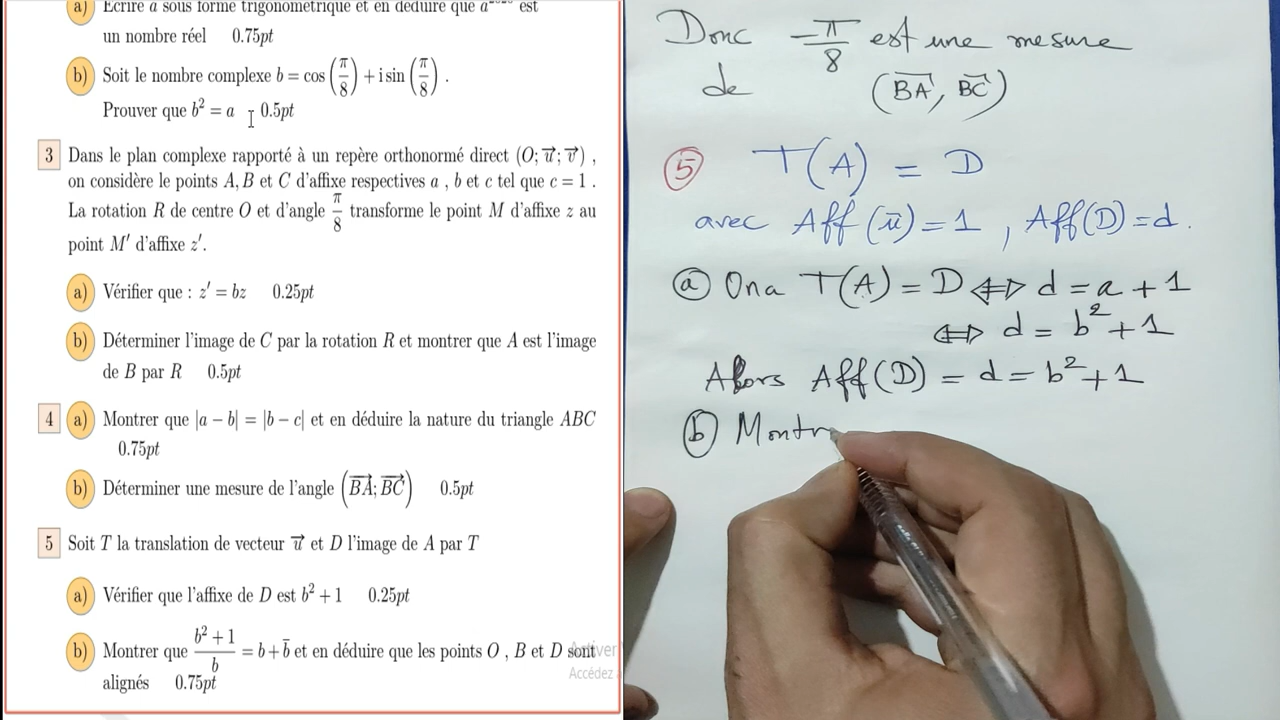 a) Ecrire a sous forme trigonométrique et en déduire que a est
un nombre réel 0.75pt
b) Soit le nombre complexe b = cos(π/8) + i sin(π/8) .
Prouver que b² = a 0.5pt
3 Dans le plan complexe rapporté à un repère orthonormé direct (O; u⃗; v⃗) ,
on considère le points A, B et C d'affixe respectives a , b et c tel que c = 1 .
La rotation R de centre O et d'angle π/8 transforme le point M d'affixe z au
point M′ d'affixe z′.
a) Vérifier que : z′ = bz 0.25pt
b) Déterminer l'image de C par la rotation R et montrer que A est l'image
de B par R 0.5pt
4 a) Montrer que |a − b| = |b − c| et en déduire la nature du triangle ABC
0.75pt
b) Déterminer une mesure de l'angle (BA⃗; BC⃗) 0.5pt
5 Soit T la translation de vecteur u⃗ et D l'image de A par T
a) Vérifier que l'affixe de D est b² + 1 0.25pt
b) Montrer que (b² + 1)/b = b + b̄ et en déduire que les points O , B et D sont
alignés 0.75pt
Activer
Accédez
Donc −π/8 est une mesure
de (BA⃗, BC⃗)
5 T(A) = D
avec Aff(u⃗) = 1 , Aff(D) = d.
a Ona T(A) = D ⇔ d = a + 1
⇔ d = b² + 1
Alors Aff(D) = d = b² + 1
b Montr